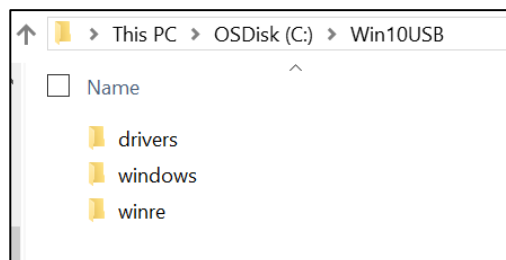 This PC > OSDisk (C:) > Win10USB
Name
drivers
windows
winre